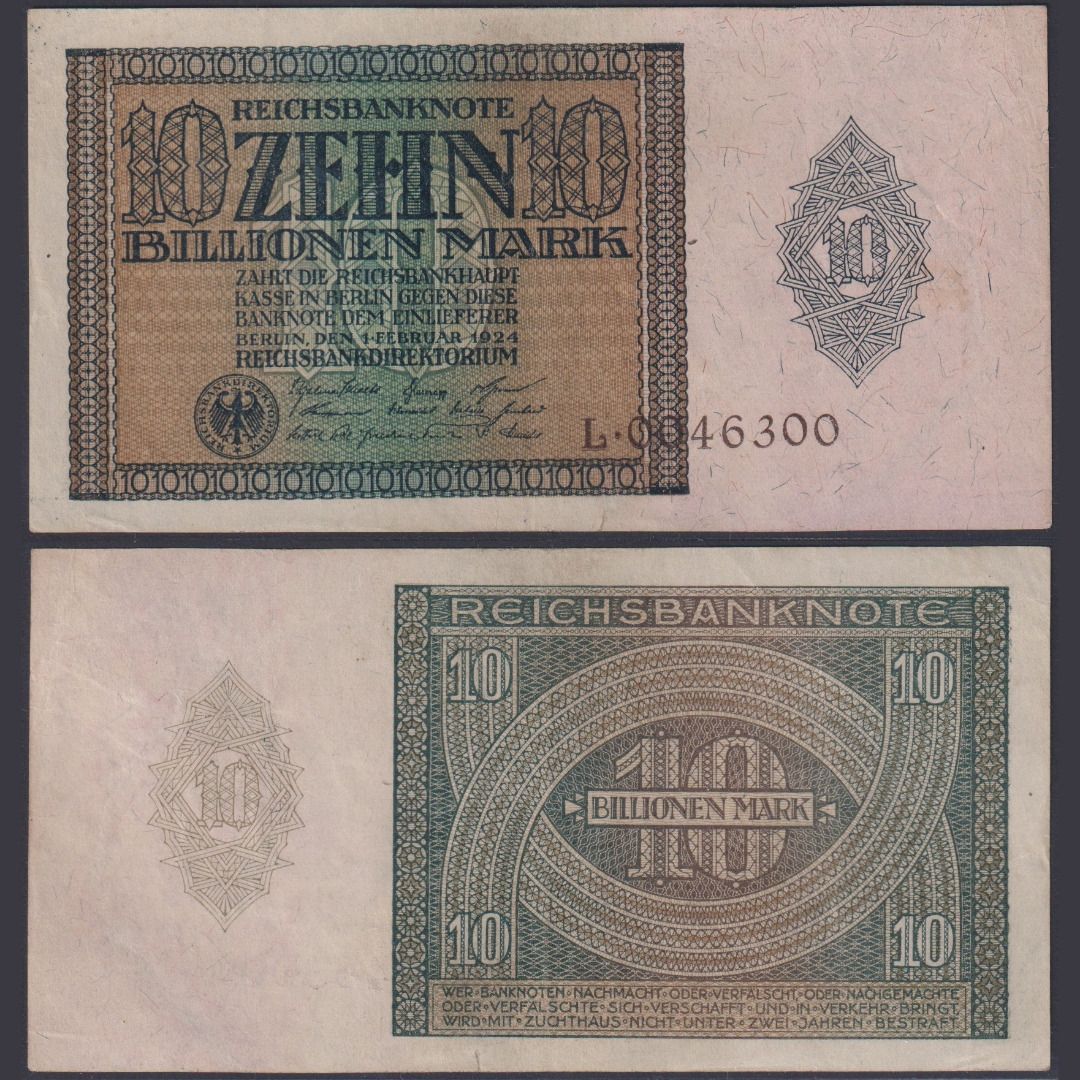 10101010101010101010101010
10 REICHSBANKNOTE 10
ZEHN
BILLIONEN MARK
ZAHLT DIE REICHSBANKHAUPT-
KASSE IN BERLIN GEGEN DIESE
BANKNOTE DEM EINLIEFERER
BERLIN, DEN 1·FEBRUAR 1924
REICHSBANKDIREKTORIUM
REICHSBANKDIREKTORIUM
10
L·0046300
10101010101010101010101010
REICHSBANKNOTE
10 10
10
10
BILLIONEN MARK
10 10
WER·BANKNOTEN·NACHMACHT·ODER·VERFÄLSCHT, ODER·NACHGEMACHTE
ODER·VERFÄLSCHTE·SICH·VERSCHAFFT·UND·IN·VERKEHR·BRINGT,
WIRD·MIT·ZUCHTHAUS·NICHT·UNTER·ZWEI·JAHREN·BESTRAFT